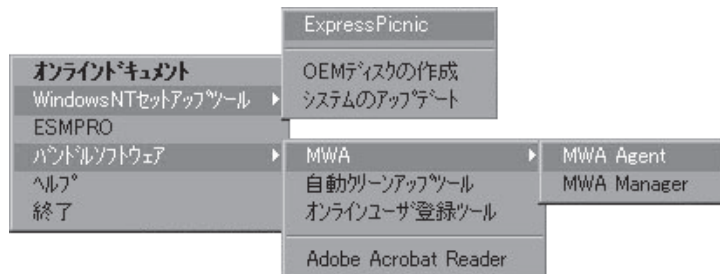 オンラインドキュメント
WindowsNTセットアップツール
ESMPRO
バンドルソフトウェア
ヘルプ
終了
ExpressPicnic
OEMディスクの作成
システムのアップデート
MWA
自動クリーンアップツール
オンラインユーザ登録ツール
Adobe Acrobat Reader
MWA Agent
MWA Manager